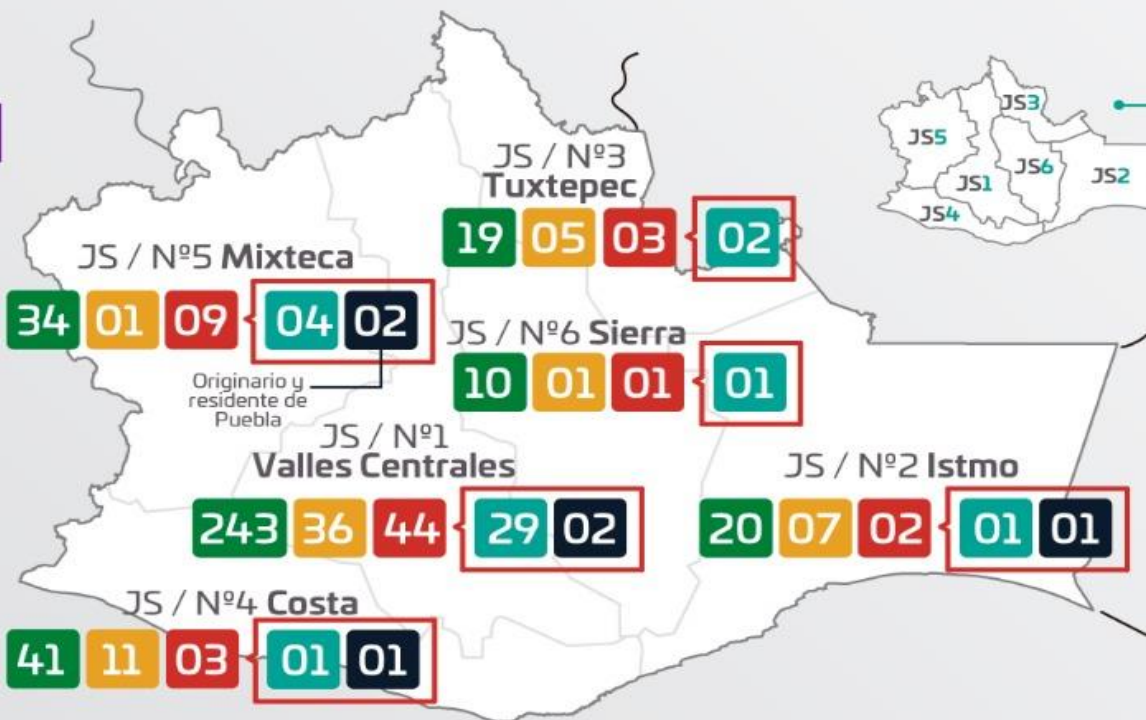 JS3
JS5
JS6
JS2
JS1
JS4
JS / Nº3
Tuxtepec
19 05 03 02
JS / Nº5 Mixteca
34 01 09 04 02
Originario y
residente de
Puebla
JS / Nº6 Sierra
10 01 01 01
JS / Nº1
Valles Centrales
243 36 44 29 02
JS / Nº2 Istmo
20 07 02 01 01
JS / Nº4 Costa
41 11 03 01 01